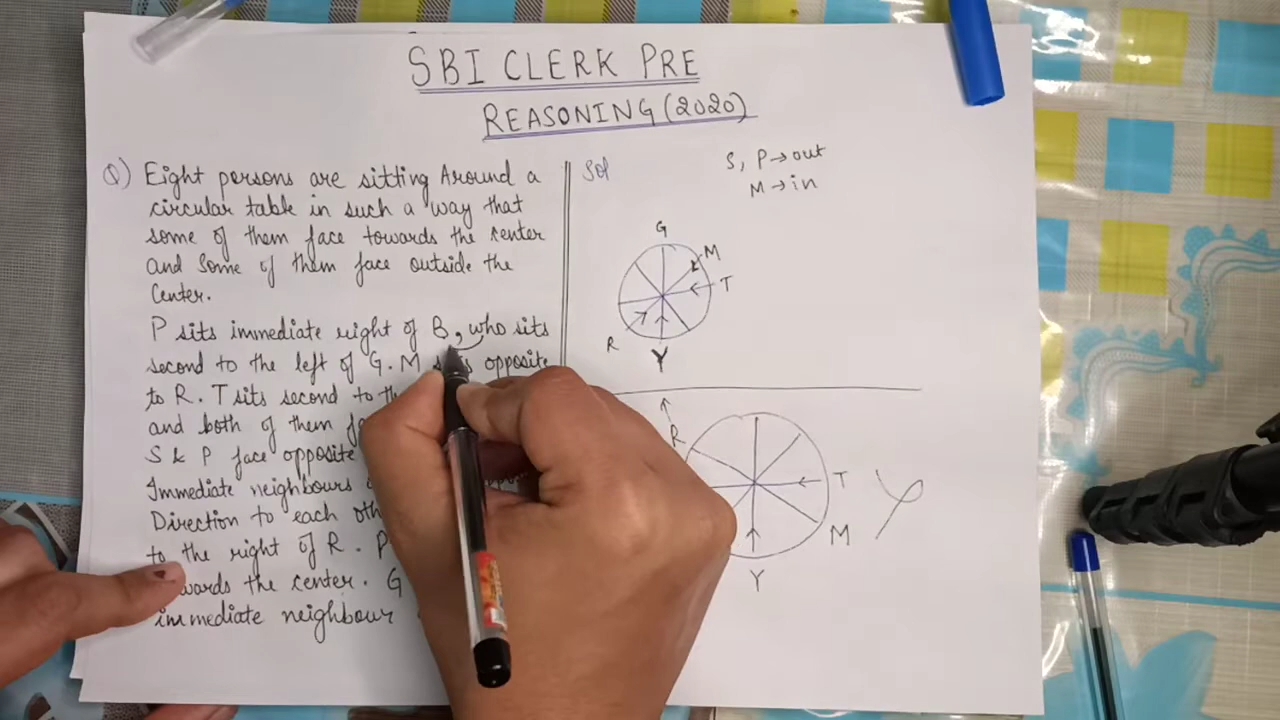 SBI CLERK PRE
REASONING (2020)
Q) Eight persons are sitting Around a
circular table in such a way that
some of them face towards the center
and Some of them face outside the
Center.
P sits immediate right of B, who sits
second to the left of G. M opposite
to R. T sits second to the
and both of them
S & P face opposite
Immediate neighbours
Direction to each
to the right of R. P
the center. G
immediate neighbour
Sol
S, P→out
M→in
G
M
T
R
Y
R
T
M
Y